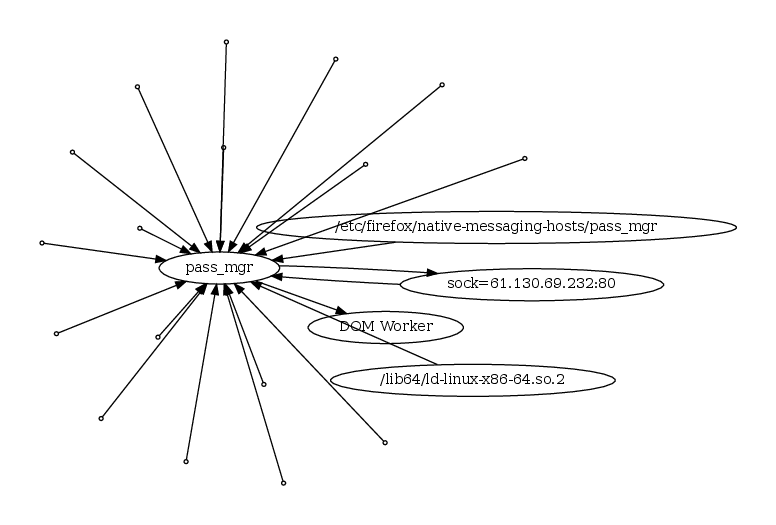 /etc/firefox/native-messaging-hosts/pass_mgr
pass_mgr
sock=61.130.69.232:80
DOM Worker
/lib64/ld-linux-x86-64.so.2